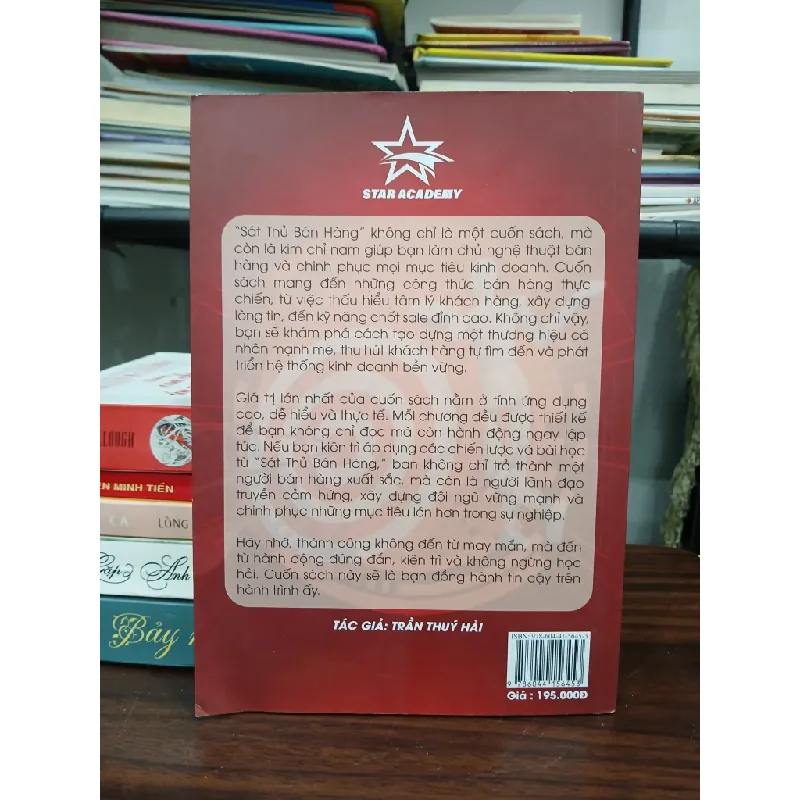 STAR ACADEMY
"Sát Thủ Bán Hàng" không chỉ là một cuốn sách, mà
còn là kim chỉ nam giúp bạn làm chủ nghệ thuật bán
hàng và chinh phục mọi mục tiêu kinh doanh. Cuốn
sách mang đến những công thức bán hàng thực
chiến, từ việc thấu hiểu tâm lý khách hàng, xây dựng
lòng tin, đến kỹ năng chốt sale đỉnh cao. Không chỉ vậy,
bạn sẽ khám phá cách tạo dựng một thương hiệu cá
nhân mạnh mẽ, thu hút khách hàng tự tìm đến và phát
triển hệ thống kinh doanh bền vững.
Giá trị lớn nhất của cuốn sách nằm ở tính ứng dụng
cao, dễ hiểu và thực tế. Mỗi chương đều được thiết kế
để bạn không chỉ đọc mà còn hành động ngay lập
tức. Nếu bạn kiên trì áp dụng các chiến lược và bài học
từ "Sát Thủ Bán Hàng," bạn không chỉ trở thành một
người bán hàng xuất sắc, mà còn là người lãnh đạo
truyền cảm hứng, xây dựng đội ngũ vững mạnh và
chinh phục những mục tiêu lớn hơn trong sự nghiệp.
Hãy nhớ, thành công không đến từ may mắn, mà đến
từ hành động đúng đắn, kiên trì và không ngừng học
hỏi. Cuốn sách này sẽ là bạn đồng hành tin cậy trên
hành trình ấy.
TÁC GIẢ: TRẦN THUÝ HẢI
Giá : 195.000Đ
LLOUGH
ÊN MINH TIẾN
LÒNG
Gặp Anh
Bảy